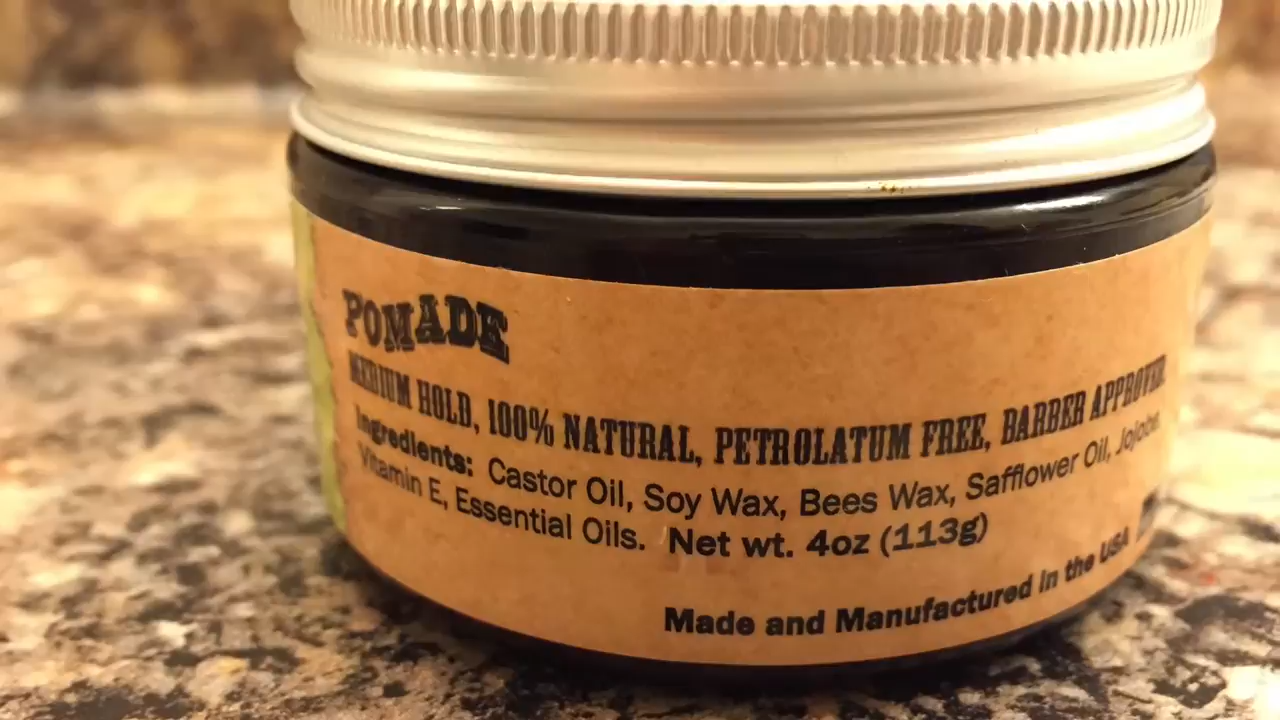 POMADE
MEDIUM HOLD, 100% NATURAL, PETROLATUM FREE, BARBER APPROVED.
Ingredients: Castor Oil, Soy Wax, Bees Wax, Safflower Oil, Jojoba,
Vitamin E, Essential Oils. Net wt. 4oz (113g)
Made and Manufactured in the USA